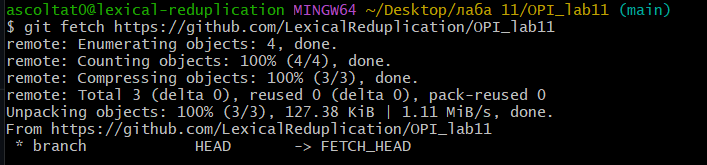 ascoltat0@lexical-reduplication MINGW64 ~/Desktop/лаба 11/OPI_lab11 (main)
$ git fetch https://github.com/LexicalReduplication/OPI_lab11
remote: Enumerating objects: 4, done.
remote: Counting objects: 100% (4/4), done.
remote: Compressing objects: 100% (3/3), done.
remote: Total 3 (delta 0), reused 0 (delta 0), pack-reused 0
Unpacking objects: 100% (3/3), 127.38 KiB | 1.11 MiB/s, done.
From https://github.com/LexicalReduplication/OPI_lab11
 * branch            HEAD       -> FETCH_HEAD